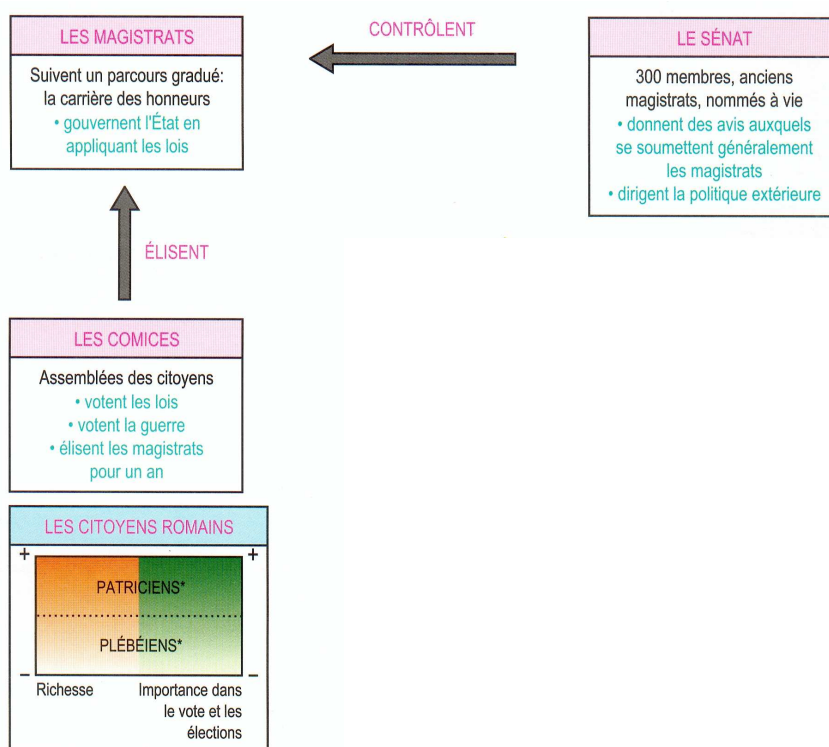 LES MAGISTRATS
Suivent un parcours gradué:
la carrière des honneurs
• gouvernent l'État en
appliquant les lois
CONTRÔLENT
LE SÉNAT
300 membres, anciens
magistrats, nommés à vie
• donnent des avis auxquels
se soumettent généralement
les magistrats
• dirigent la politique extérieure
ÉLISENT
LES COMICES
Assemblées des citoyens
• votent les lois
• votent la guerre
• élisent les magistrats
pour un an
LES CITOYENS ROMAINS
+ +
PATRICIENS*
PLÉBÉIENS*
– –
Richesse
Importance dans
le vote et les
élections